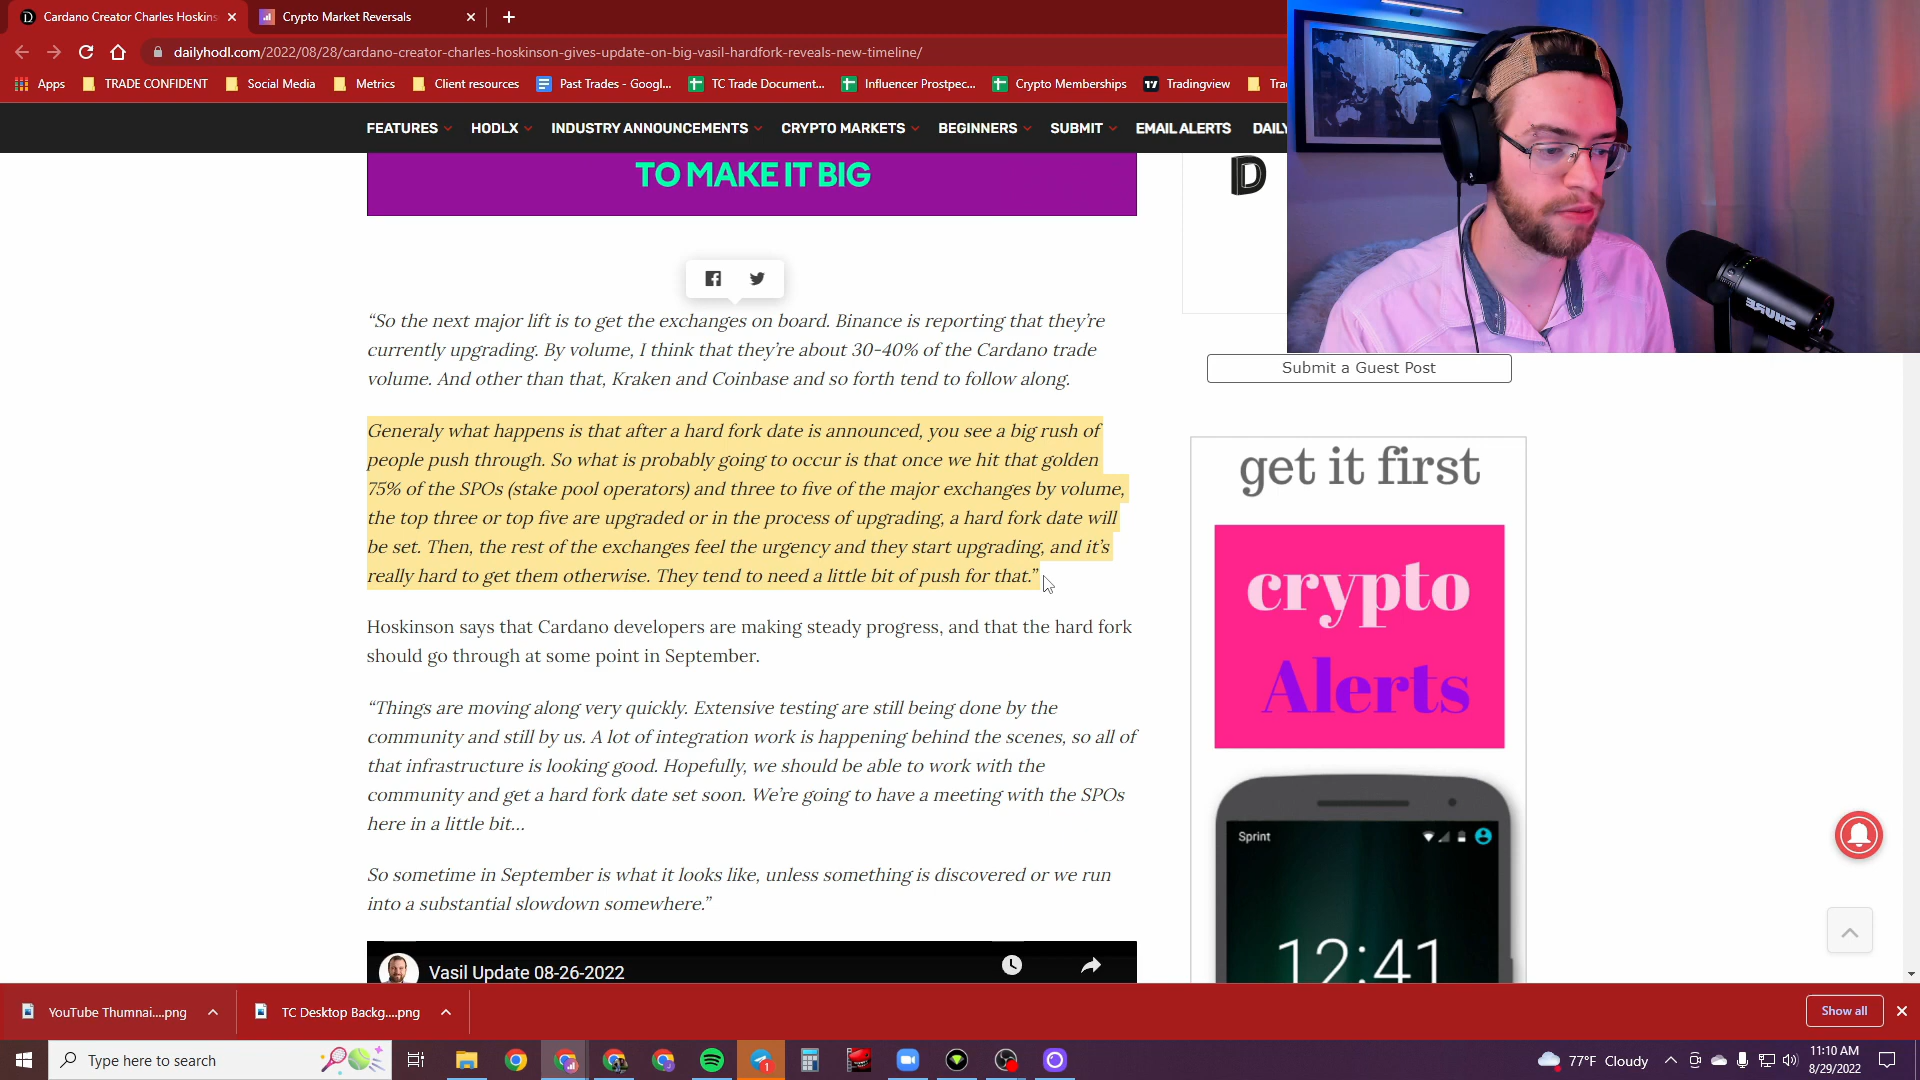 Cardano Creator Charles Hoskins
Crypto Market Reversals
dailyhodl.com/2022/08/28/cardano-creator-charles-hoskinson-gives-update-on-big-vasil-hardfork-reveals-new-timeline/
Apps
TRADE CONFIDENT
Social Media
Metrics
Client resources
Past Trades - Googl...
TC Trade Document...
Influencer Prostpec...
Crypto Memberships
Tradingview
Tra
FEATURES
HODLX
INDUSTRY ANNOUNCEMENTS
CRYPTO MARKETS
BEGINNERS
SUBMIT
EMAIL ALERTS
DAILY
TO MAKE IT BIG
D
SHURE
“So the next major lift is to get the exchanges on board. Binance is reporting that they’re
currently upgrading. By volume, I think that they’re about 30-40% of the Cardano trade
volume. And other than that, Kraken and Coinbase and so forth tend to follow along.
Generaly what happens is that after a hard fork date is announced, you see a big rush of
people push through. So what is probably going to occur is that once we hit that golden
75% of the SPOs (stake pool operators) and three to five of the major exchanges by volume,
the top three or top five are upgraded or in the process of upgrading, a hard fork date will
be set. Then, the rest of the exchanges feel the urgency and they start upgrading, and it’s
really hard to get them otherwise. They tend to need a little bit of push for that.”
Hoskinson says that Cardano developers are making steady progress, and that the hard fork
should go through at some point in September.
“Things are moving along very quickly. Extensive testing are still being done by the
community and still by us. A lot of integration work is happening behind the scenes, so all of
that infrastructure is looking good. Hopefully, we should be able to work with the
community and get a hard fork date set soon. We’re going to have a meeting with the SPOs
here in a little bit…
So sometime in September is what it looks like, unless something is discovered or we run
into a substantial slowdown somewhere.”
Vasil Update 08-26-2022
Submit a Guest Post
get it first
crypto
Alerts
Sprint
12:41
YouTube Thumnai....png
TC Desktop Backg....png
Show all
Type here to search
1
77°F Cloudy
11:10 AM
8/29/2022